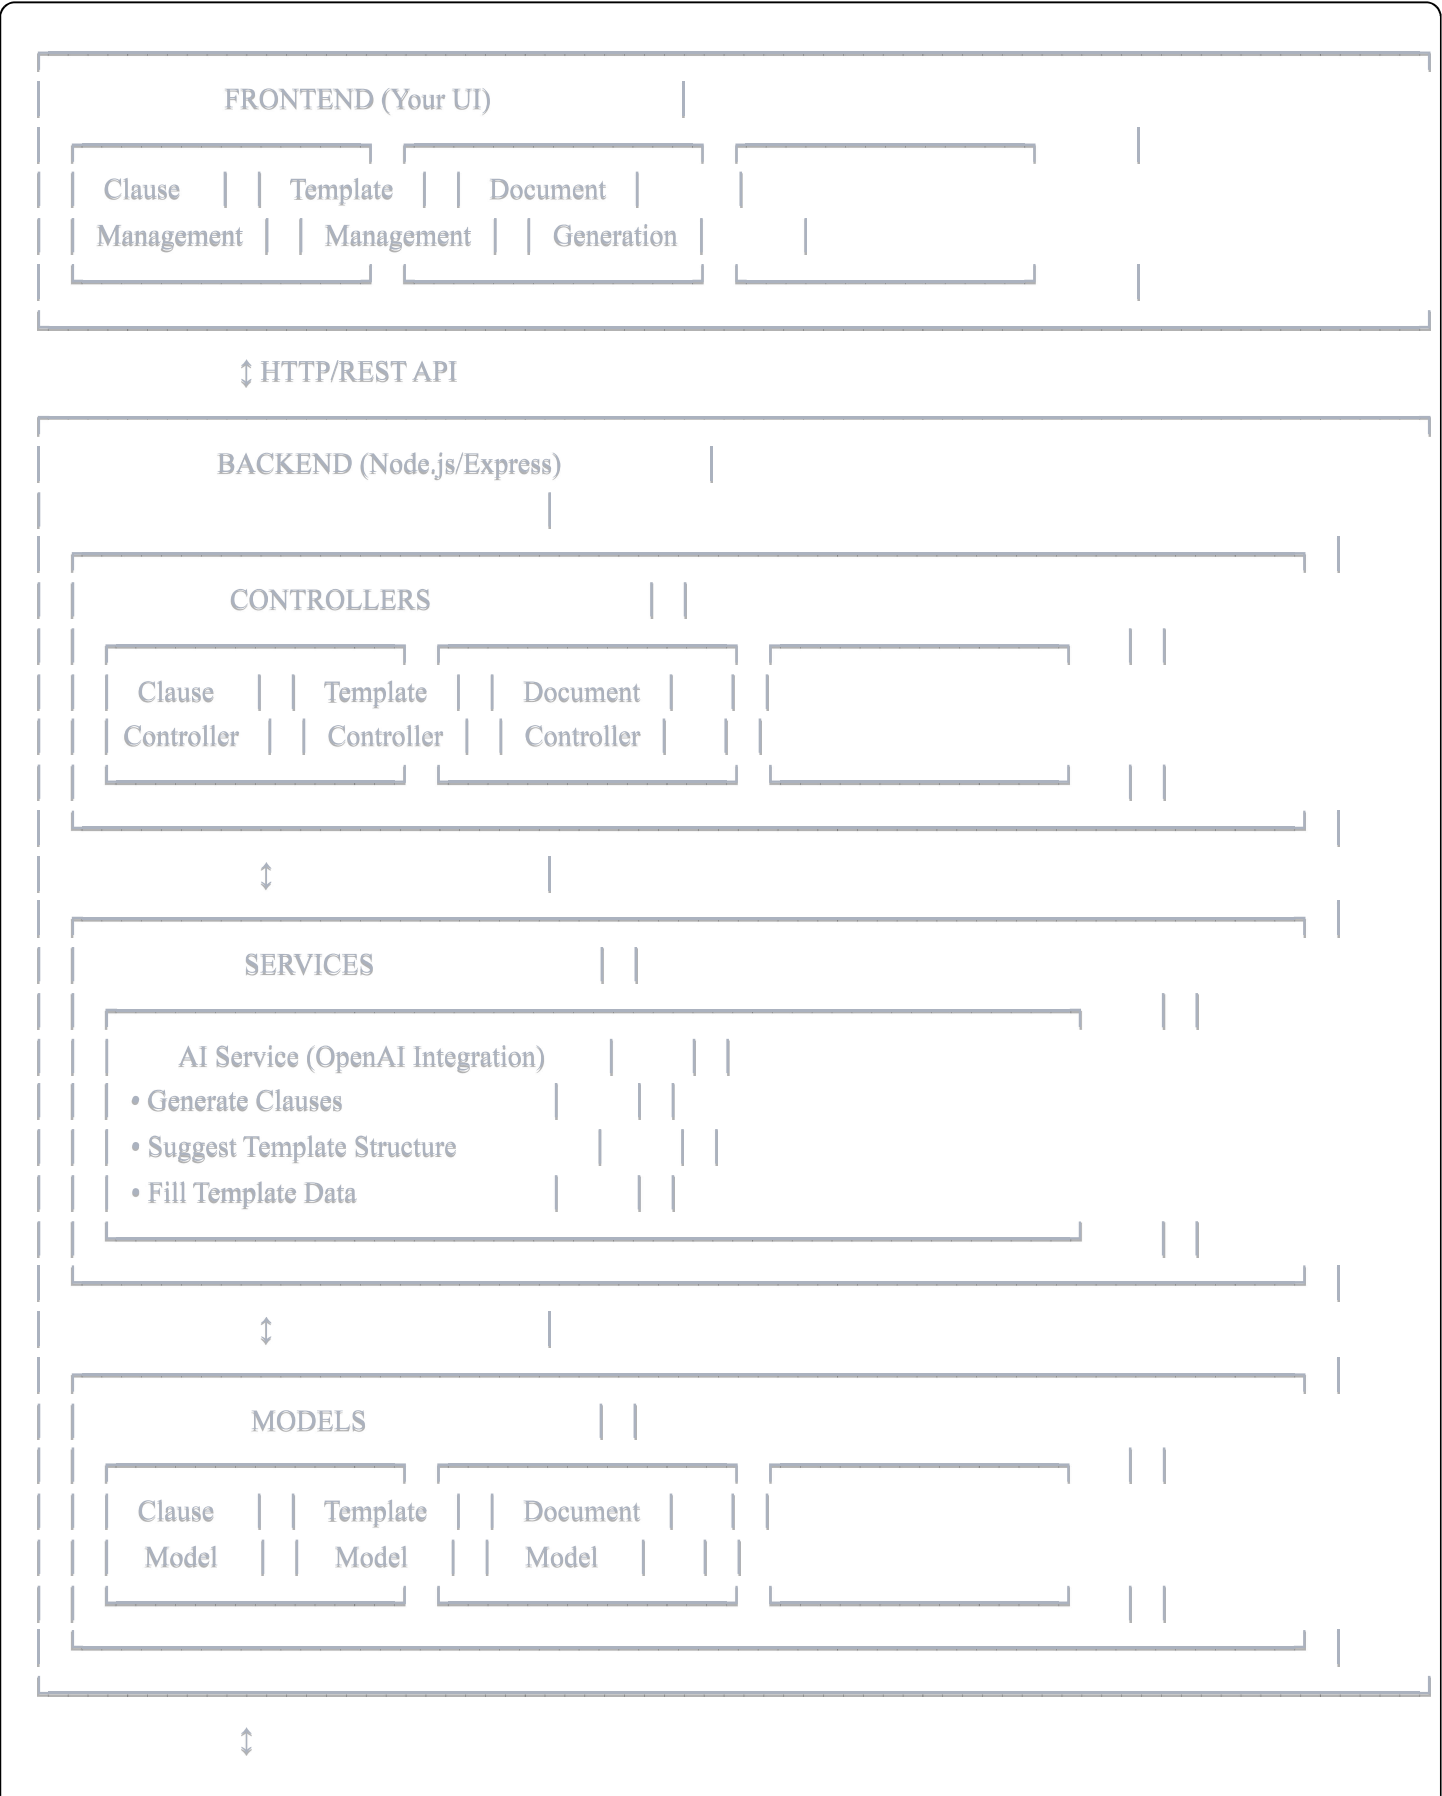 FRONTEND (Your UI)
Clause Template Document
Management Management Generation
↕ HTTP/REST API
BACKEND (Node.js/Express)
CONTROLLERS
Clause Template Document
Controller Controller Controller
↕
SERVICES
AI Service (OpenAI Integration)
• Generate Clauses
• Suggest Template Structure
• Fill Template Data
↕
MODELS
Clause Template Document
Model Model Model
↕